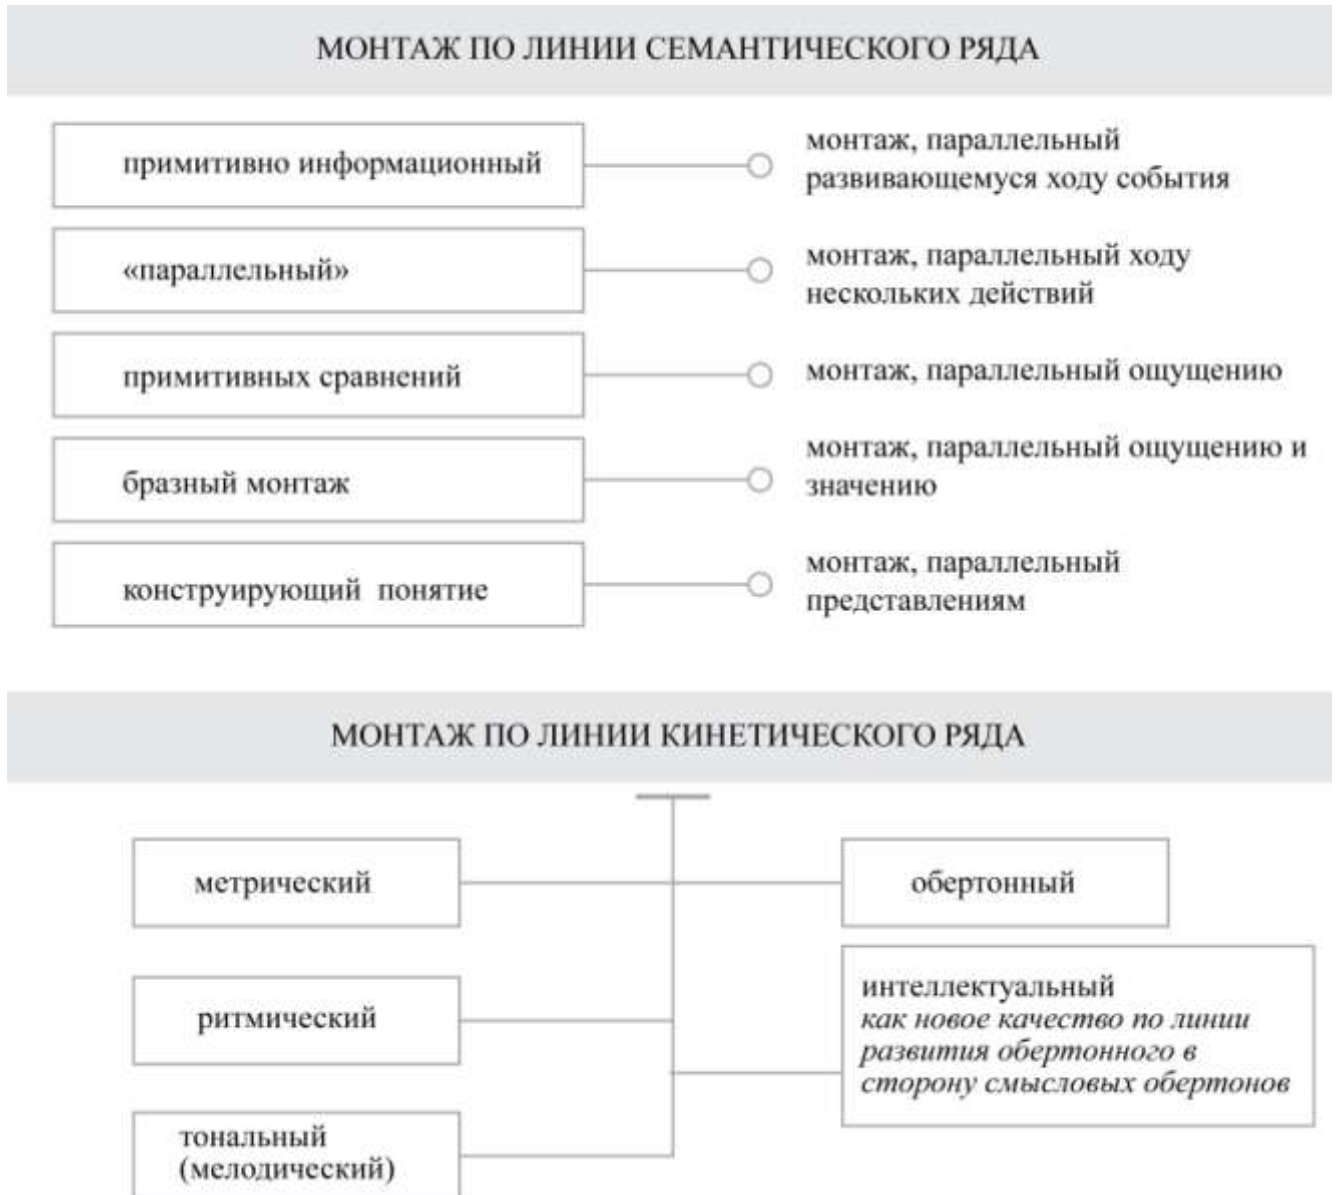 МОНТАЖ ПО ЛИНИИ СЕМАНТИЧЕСКОГО РЯДА
примитивно информационный
монтаж, параллельный
развивающемуся ходу события
«параллельный»
монтаж, параллельный ходу
нескольких действий
примитивных сравнений
монтаж, параллельный ощущению
бразный монтаж
монтаж, параллельный ощущению и
значению
конструирующий понятие
монтаж, параллельный
представлениям
МОНТАЖ ПО ЛИНИИ КИНЕТИЧЕСКОГО РЯДА
метрический
ритмический
тональный
(мелодический)
обертонный
интеллектуальный
как новое качество по линии
развития обертонного в
сторону смысловых обертонов